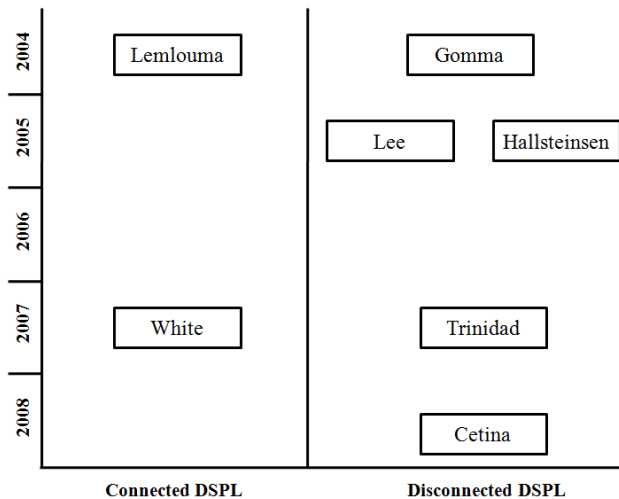 2004
Lemlouma
Gomma
2005
Lee
Hallsteinsen
2006
2007
White
Trinidad
2008
Cetina
Connected DSPL
Disconnected DSPL